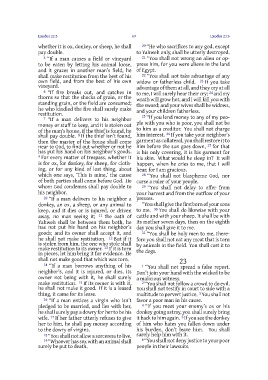 Exodus 22:5
69
Exodus 23:6
whether it is ox, donkey, or sheep, he shall
pay double.
5 "If a man causes a field or vineyard
to be eaten by letting his animal loose,
and it grazes in another man's field, he
shall make restitution from the best of his
own field, and from the best of his own
vineyard.
6 "If fire breaks out, and catches in
thorns so that the shocks of grain, or the
standing grain, or the field are consumed;
he who kindled the fire shall surely make
restitution.
7 "If a man delivers to his neighbor
money or stuff to keep, and it is stolen out
of the man's house, if the thief is found, he
shall pay double. 8 If the thief isn't found,
then the master of the house shall come
near to God, to find out whether or not he
has put his hand on his neighbor's goods.
9 For every matter of trespass, whether it
is for ox, for donkey, for sheep, for cloth-
ing, or for any kind of lost thing, about
which one says, 'This is mine,' the cause
of both parties shall come before God. He
whom God condemns shall pay double to
his neighbor.
10 "If a man delivers to his neighbor a
donkey, an ox, a sheep, or any animal to
keep, and it dies or is injured, or driven
away, no man seeing it; 11 the oath of
Yahweh shall be between them both, he
has not put his hand on his neighbor's
goods; and its owner shall accept it, and
he shall not make restitution. 12 But if it
is stolen from him, the one who stole shall
make restitution to its owner. 13 If it is torn
in pieces, let him bring it for evidence. He
shall not make good that which was torn.
14 "If a man borrows anything of his
neighbor's, and it is injured, or dies, its
owner not being with it, he shall surely
make restitution. 15 If its owner is with it,
he shall not make it good. If it is a leased
thing, it came for its lease.
16 "If a man entices a virgin who isn't
pledged to be married, and lies with her,
he shall surely pay a dowry for her to be his
wife. 17 If her father utterly refuses to give
her to him, he shall pay money according
to the dowry of virgins.
18 "You shall not allow a sorceress to live.
19 "Whoever has sex with an animal shall
surely be put to death.
20 "He who sacrifices to any god, except
to Yahweh only, shall be utterly destroyed.
21 "You shall not wrong an alien or op-
press him, for you were aliens in the land
of Egypt.
22 "You shall not take advantage of any
widow or fatherless child. 23 If you take
advantage of them at all, and they cry at all
to me, I will surely hear their cry; 24 and my
wrath will grow hot, and I will kill you with
the sword; and your wives shall be widows,
and your children fatherless.
25 "If you lend money to any of my peo-
ple with you who is poor, you shall not be
to him as a creditor. You shall not charge
him interest. 26 If you take your neighbor's
garment as collateral, you shall restore it to
him before the sun goes down, 27 for that
is his only covering, it is his garment for
his skin. What would he sleep in? It will
happen, when he cries to me, that I will
hear, for I am gracious.
28 "You shall not blaspheme God, nor
curse a ruler of your people.
29 "You shall not delay to offer from
your harvest and from the outflow of your
presses.
"You shall give the firstborn of your sons
to me. 30 You shall do likewise with your
cattle and with your sheep. It shall be with
its mother seven days, then on the eighth
day you shall give it to me.
31 "You shall be holy men to me, there-
fore you shall not eat any meat that is torn
by animals in the field. You shall cast it to
the dogs.
23
1 "You shall not spread a false report.
Don't join your hand with the wicked to be
a malicious witness.
2 "You shall not follow a crowd to do evil.
You shall not testify in court to side with a
multitude to pervert justice. 3 You shall not
favor a poor man in his cause.
4 "If you meet your enemy's ox or his
donkey going astray, you shall surely bring
it back to him again. 5 If you see the donkey
of him who hates you fallen down under
his burden, don't leave him. You shall
surely help him with it.
6 "You shall not deny justice to your poor
people in their lawsuits.